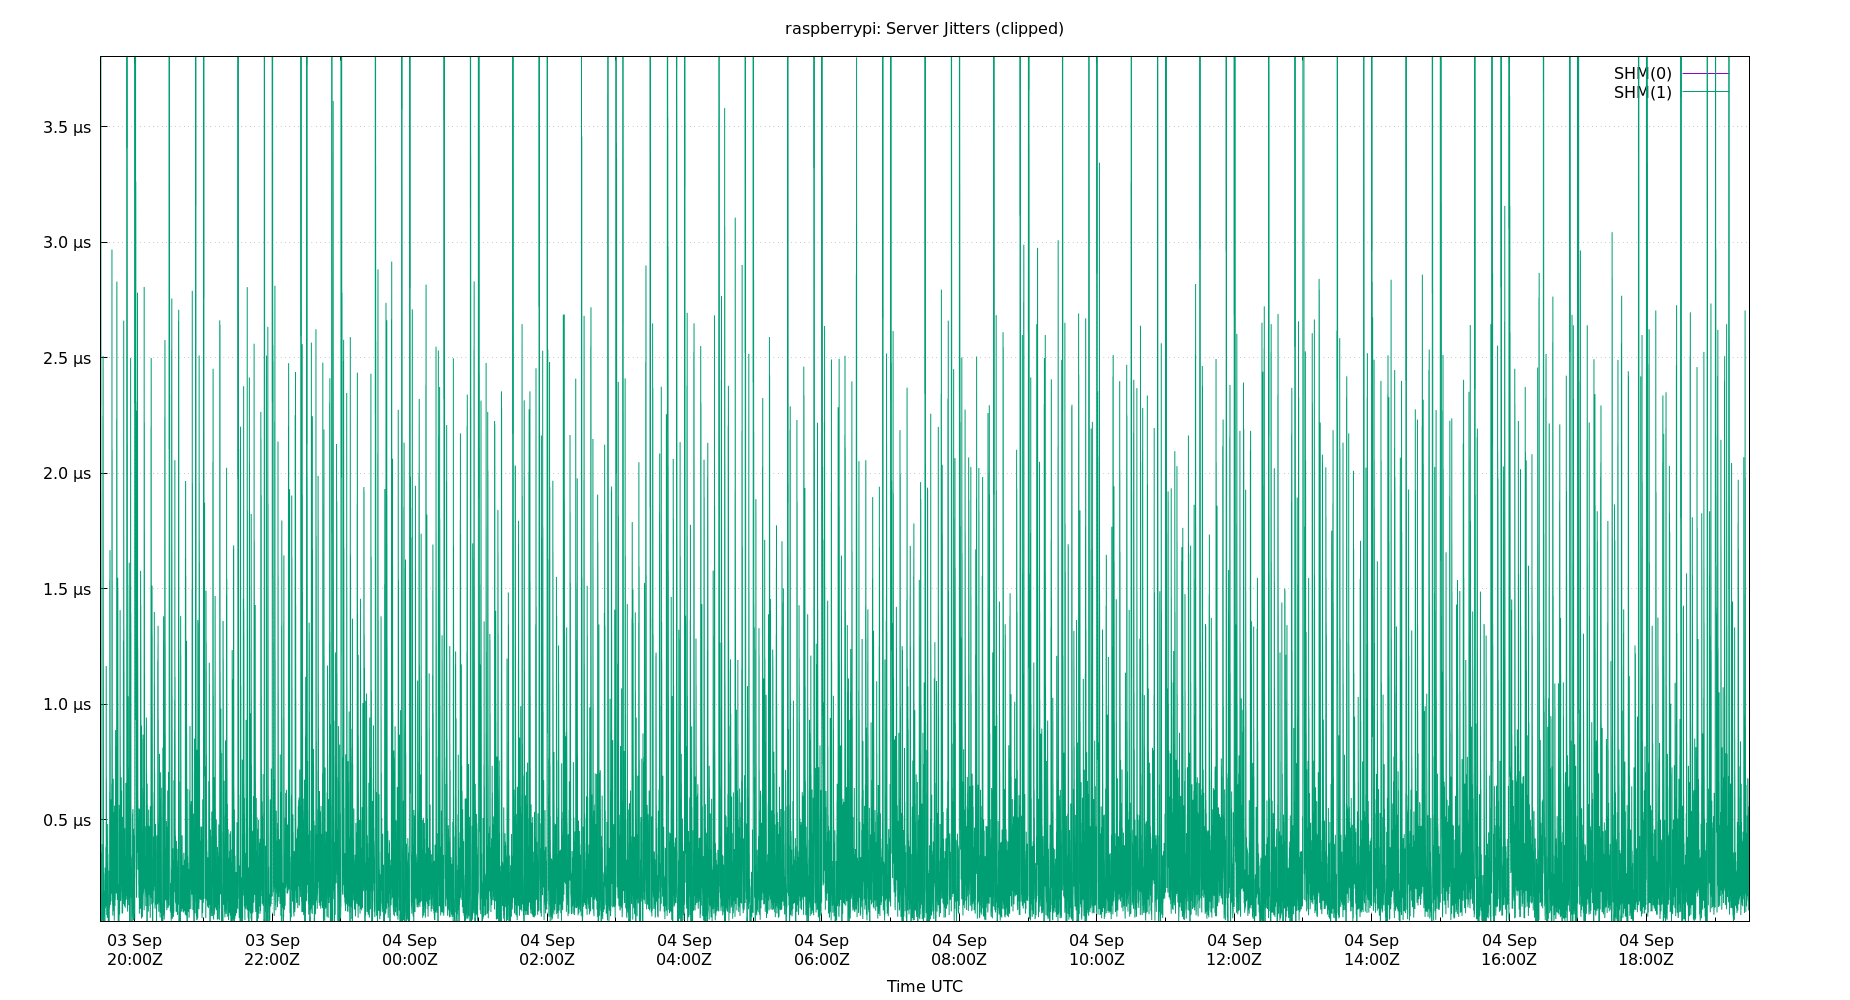 raspberrypi: Server Jitters (clipped)
SHM(0)
SHM(1)
3.5 µs
3.0 µs
2.5 µs
2.0 µs
1.5 µs
1.0 µs
0.5 µs
03 Sep 03 Sep 04 Sep 04 Sep 04 Sep 04 Sep 04 Sep 04 Sep 04 Sep 04 Sep 04 Sep 04 Sep
20:00Z 22:00Z 00:00Z 02:00Z 04:00Z 06:00Z 08:00Z 10:00Z 12:00Z 14:00Z 16:00Z 18:00Z
Time UTC